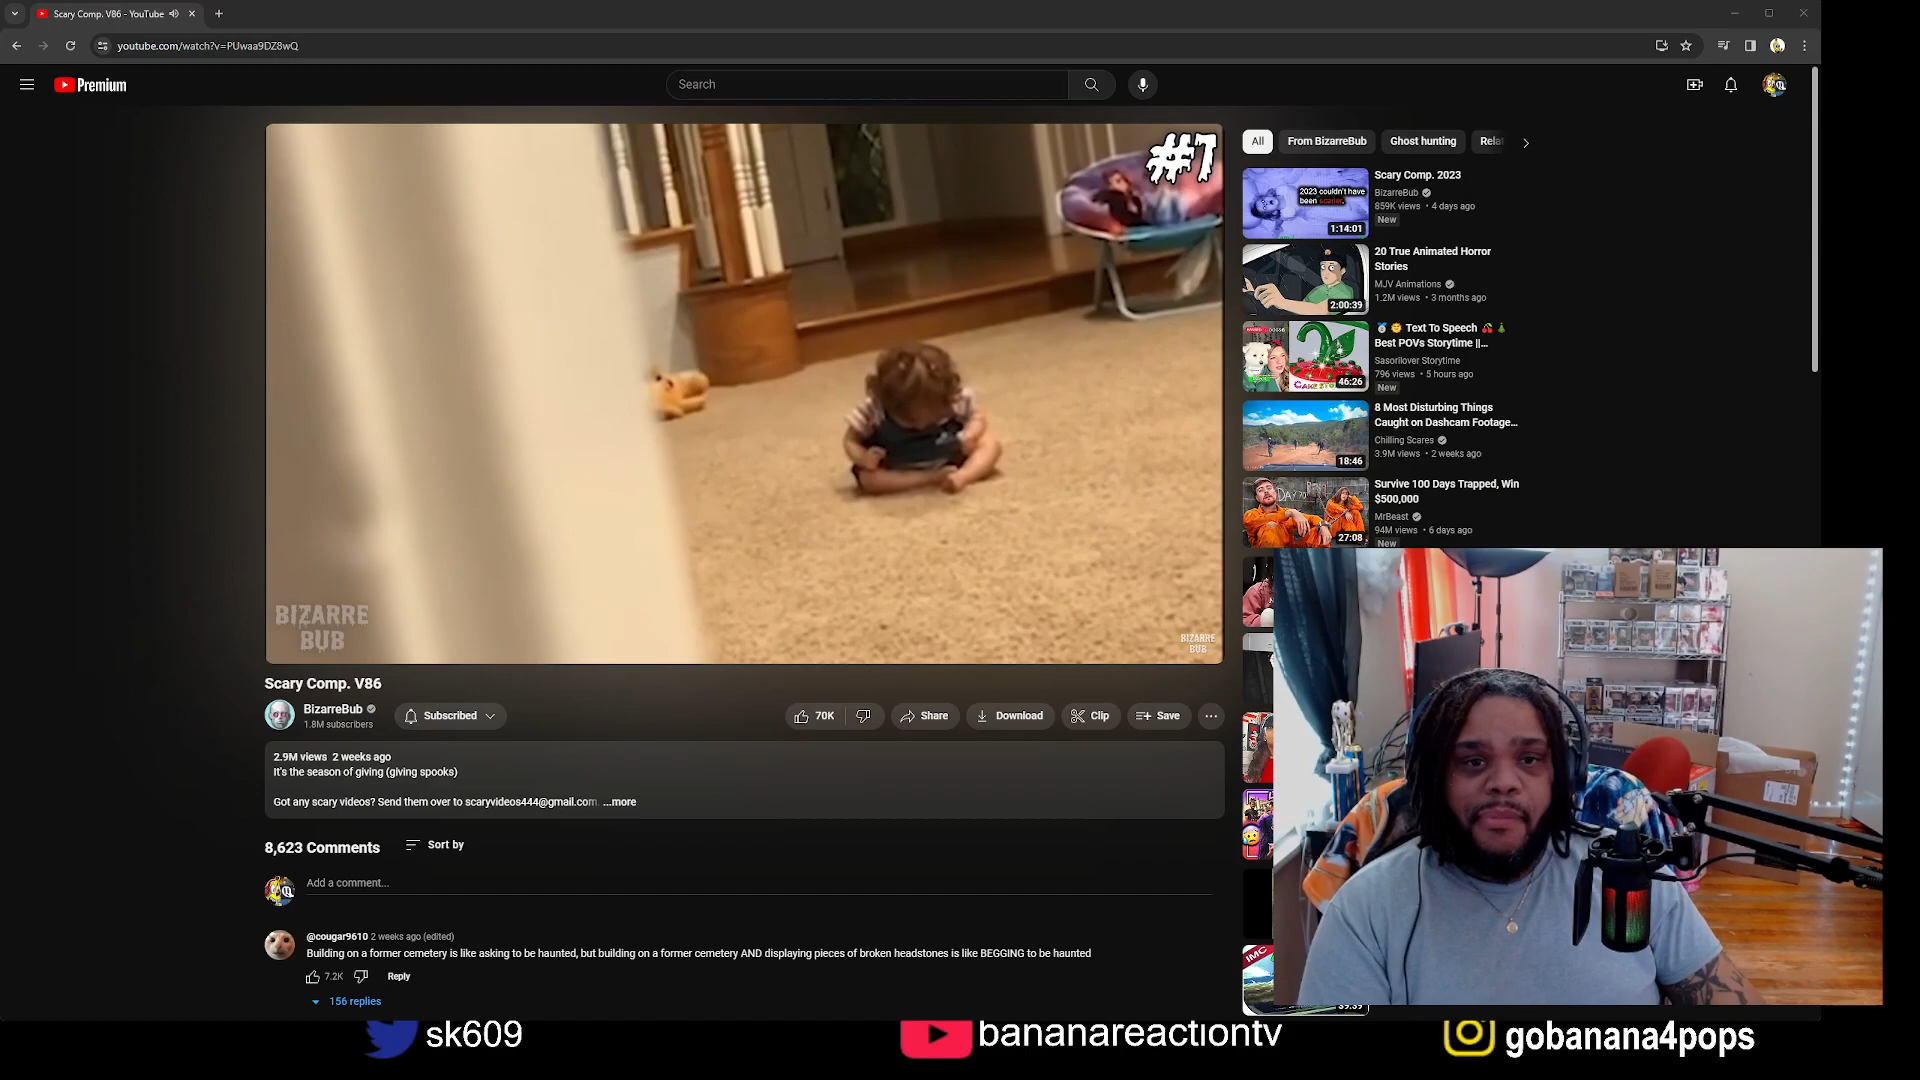 Scary Comp. V86 - YouTube
youtube.com/watch?v=PUwaa9DZ8wQ
Premium
Search
#7
BIZARRE
BUB
BIZARRE
BUB
All
From BizarreBub
Ghost hunting
Rela
Scary Comp. 2023
BizarreBub
859K views • 4 days ago
New
2023 couldn't have
been scarier.
1:14:01
20 True Animated Horror
Stories
MJV Animations
1.2M views • 3 months ago
2:00:39
Text To Speech
Best POVs Storytime ||...
Sasorilover Storytime
796 views • 5 hours ago
New
46:26
8 Most Disturbing Things
Caught on Dashcam Footage...
Chilling Scares
3.9M views • 2 weeks ago
18:46
Survive 100 Days Trapped, Win
$500,000
MrBeast
94M views • 6 days ago
New
27:08
Scary Comp. V86
BizarreBub
1.8M subscribers
Subscribed
70K
Share
Download
Clip
Save
2.9M views 2 weeks ago
It's the season of giving (giving spooks)
Got any scary videos? Send them over to scaryvideos444@gmail.com. ...more
8,623 Comments
Sort by
Add a comment...
@cougar9610 2 weeks ago (edited)
Building on a former cemetery is like asking to be haunted, but building on a former cemetery AND displaying pieces of broken headstones is like BEGGING to be haunted
7.2K
Reply
156 replies
IMC
sk609
bananareactiontv
gobanana4pops